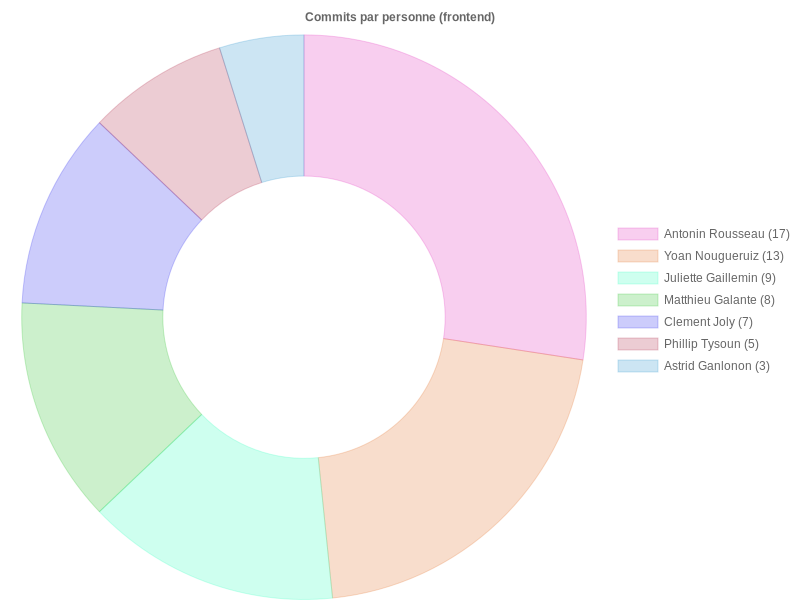 Commits par personne (frontend)
Antonin Rousseau (17)
Yoan Nougueruiz (13)
Juliette Gaillemin (9)
Matthieu Galante (8)
Clement Joly (7)
Phillip Tysoun (5)
Astrid Ganlonon (3)